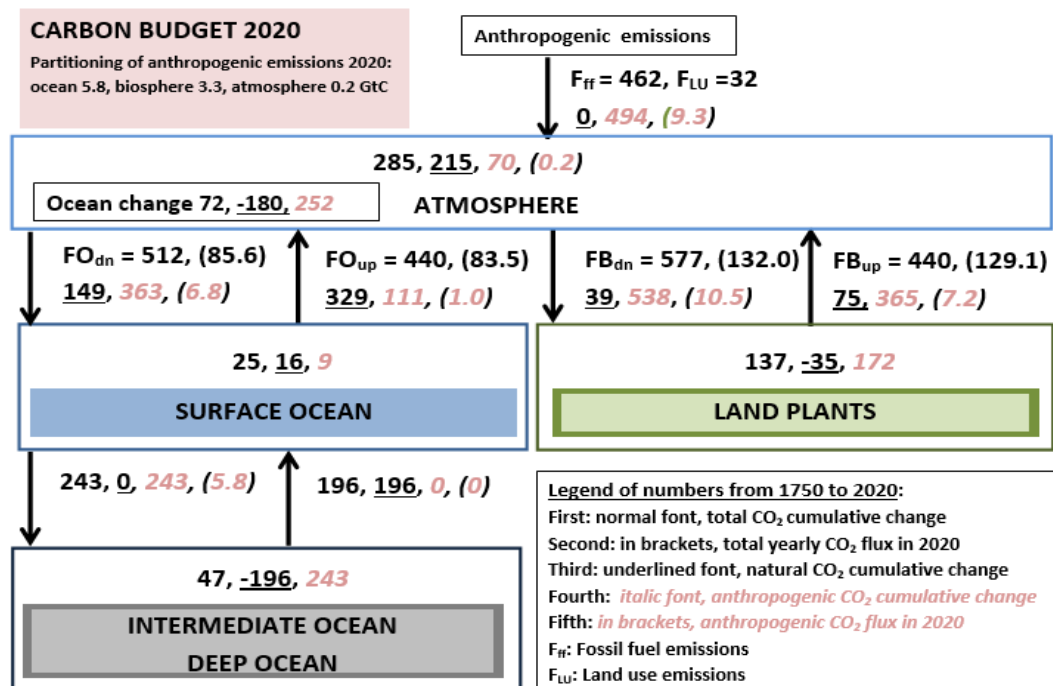 CARBON BUDGET 2020
Partitioning of anthropogenic emissions 2020:
ocean 5.8, biosphere 3.3, atmosphere 0.2 GtC
Anthropogenic emissions
Fff = 462, FLU =32
0, 494, (9.3)
285, 215, 70, (0.2)
Ocean change 72, -180, 252
ATMOSPHERE
FOdn = 512, (85.6)
149, 363, (6.8)
FOup = 440, (83.5)
329, 111, (1.0)
FBdn = 577, (132.0)
39, 538, (10.5)
FBup = 440, (129.1)
75, 365, (7.2)
25, 16, 9
SURFACE OCEAN
137, -35, 172
LAND PLANTS
243, 0, 243, (5.8)
196, 196, 0, (0)
47, -196, 243
INTERMEDIATE OCEAN
DEEP OCEAN
Legend of numbers from 1750 to 2020:
First: normal font, total CO₂ cumulative change
Second: in brackets, total yearly CO₂ flux in 2020
Third: underlined font, natural CO₂ cumulative change
Fourth: italic font, anthropogenic CO₂ cumulative change
Fifth: in brackets, anthropogenic CO₂ flux in 2020
Fff: Fossil fuel emissions
FLU: Land use emissions